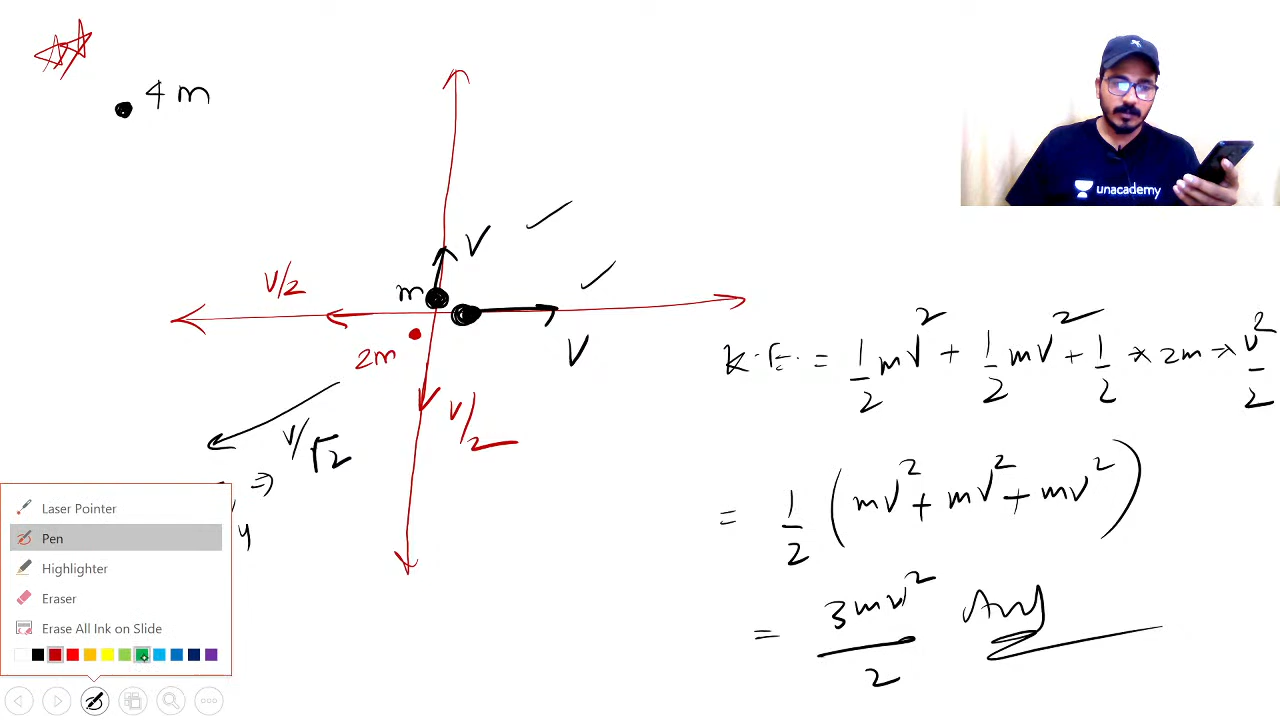 4m
unacademy
V
V/2
m
V
2m
V/2
V/√2
K.E. = 1/2 mv² + 1/2 mv² + 1/2 * 2m → v²/2
⇒
y
= 1/2 (mv² + mv² + mv²)
= 3mv²/2 Ans
Laser Pointer
Pen
Highlighter
Eraser
Erase All Ink on Slide